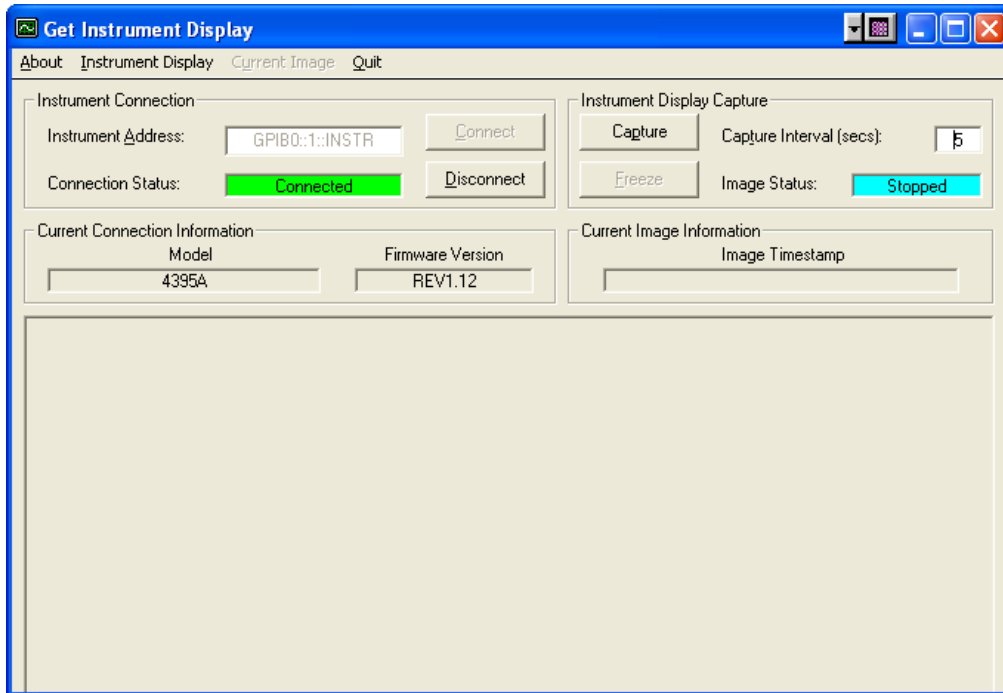 Get Instrument Display
About Instrument Display Current Image Quit
Instrument Connection
Instrument Address: GPIB0::1::INSTR Connect
Connection Status: Connected Disconnect
Instrument Display Capture
Capture Capture Interval (secs): 5
Freeze Image Status: Stopped
Current Connection Information
Model Firmware Version
4395A REV1.12
Current Image Information
Image Timestamp